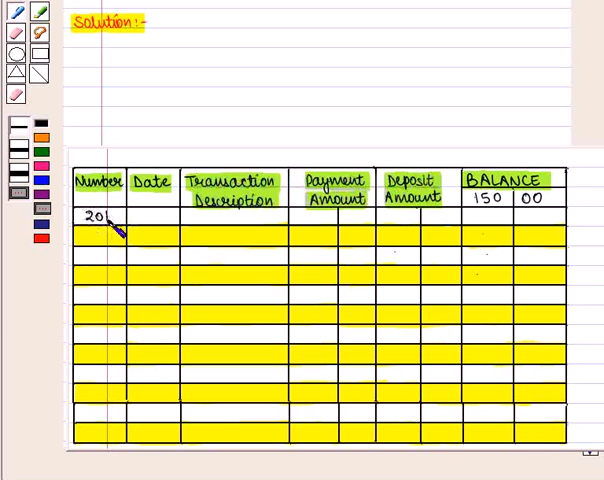 Solution:-
Number Date Transaction Description Payment Amount Deposit Amount BALANCE
150 00
201